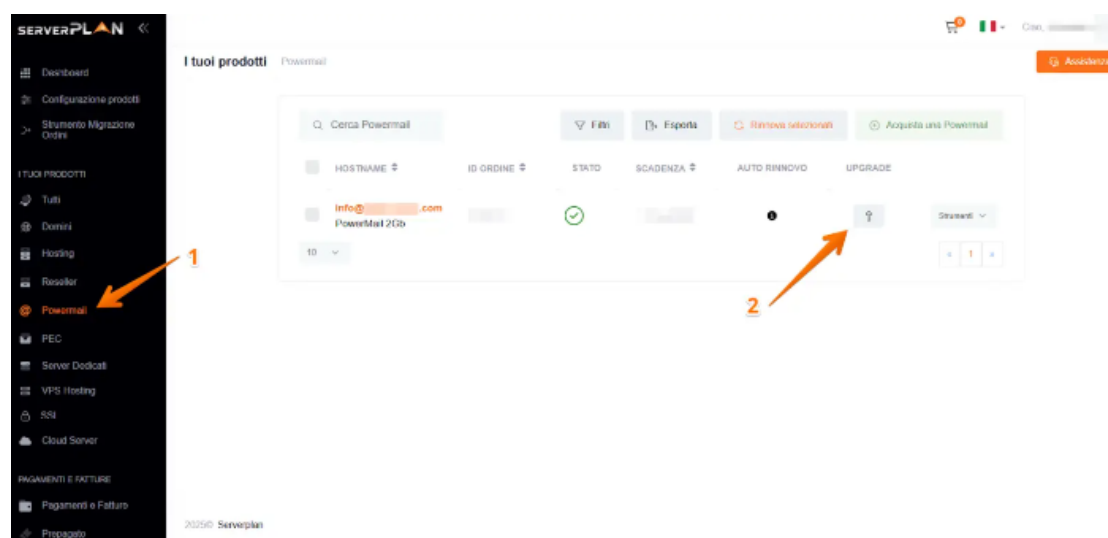 SERVERPLAN «
Ciao,
Dashboard
I tuoi prodotti Powermail
Assistenza
Configurazione prodotti
Strumento Migrazione
Ordini
Cerca Powermail
Filtri
Esporta
Rinnova selezionati
Acquista una Powermail
I TUOI PRODOTTI
HOSTNAME
ID ORDINE
STATO
SCADENZA
AUTO RINNOVO
UPGRADE
Tutti
Domini
info@ .com
PowerMail 2Gb
Strumenti
Hosting
1
10
« 1 »
Reseller
Powermail
2
PEC
Server Dedicati
VPS Hosting
SSl
Cloud Server
PAGAMENTI E FATTURE
Pagamenti e Fatture
2025© Serverplan
Prepagato